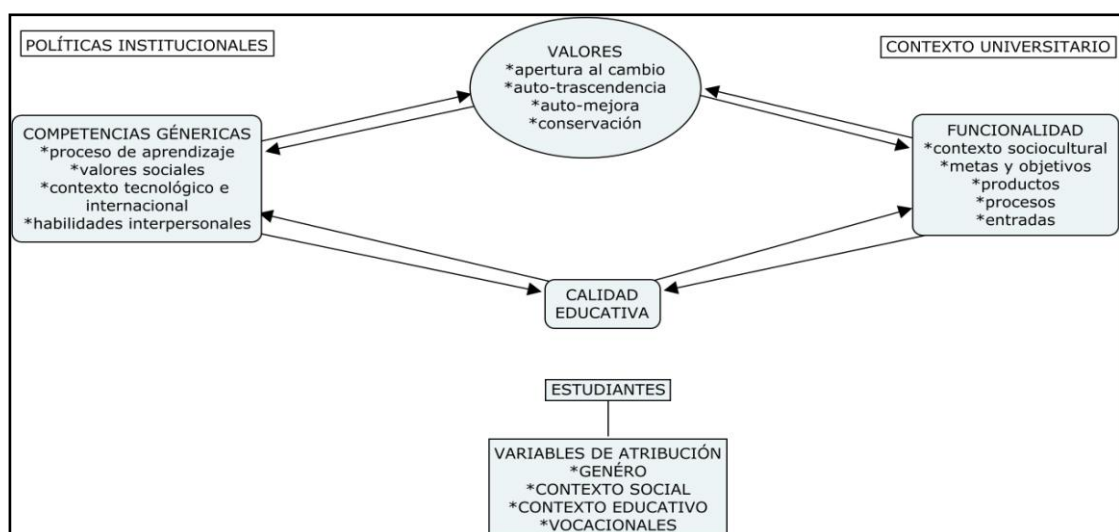 POLÍTICAS INSTITUCIONALES
VALORES
*apertura al cambio
*auto-trascendencia
*auto-mejora
*conservación
CONTEXTO UNIVERSITARIO
COMPETENCIAS GÉNERICAS
*proceso de aprendizaje
*valores sociales
*contexto tecnológico e
internacional
*habilidades interpersonales
FUNCIONALIDAD
*contexto sociocultural
*metas y objetivos
*productos
*procesos
*entradas
CALIDAD
EDUCATIVA
ESTUDIANTES
VARIABLES DE ATRIBUCIÓN
*GENÉRO
*CONTEXTO SOCIAL
*CONTEXTO EDUCATIVO
*VOCACIONALES